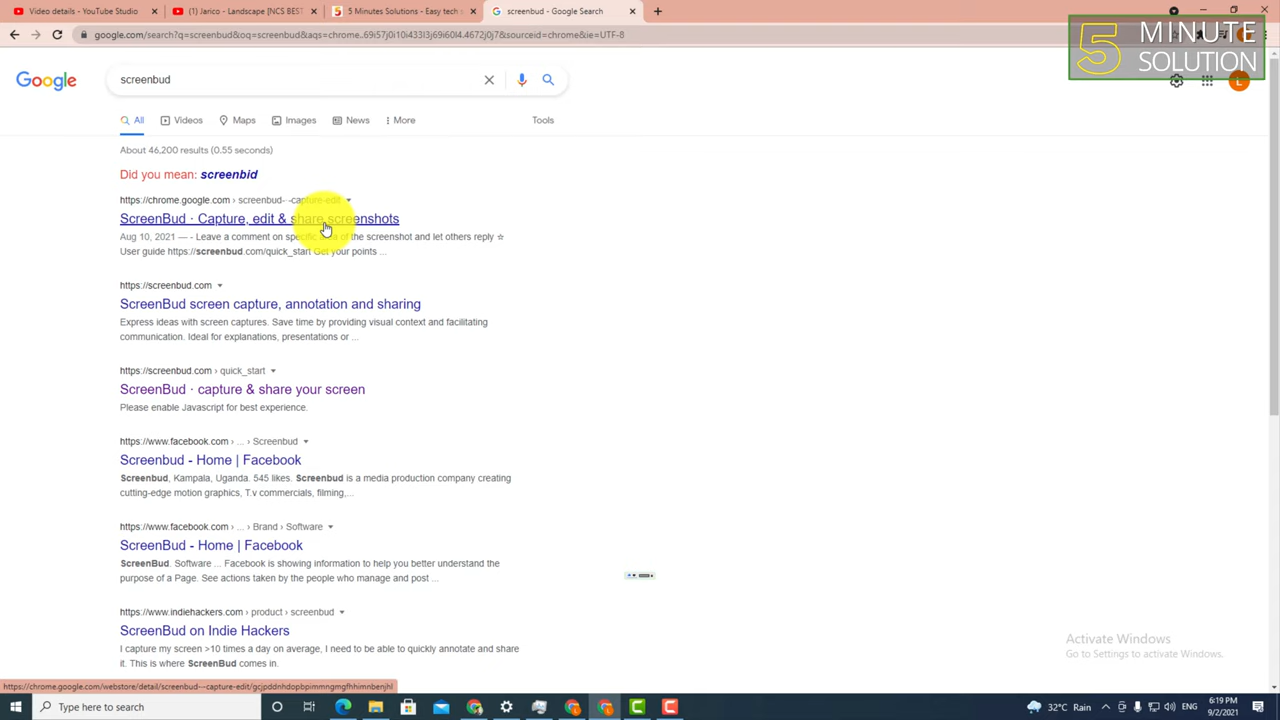 Video details - YouTube Studio
(1) Jarico - Landscape [NCS BEST
5 Minutes Solutions - Easy tech s
screenbud - Google Search
google.com/search?q=screenbud&oq=screenbud&aqs=chrome..69i57j0i10i433l3j69i60l4.4672j0j7&sourceid=chrome&ie=UTF-8
5 MINUTE
SOLUTION
Google
screenbud
All
Videos
Maps
Images
News
More
Tools
L
About 46,200 results (0.55 seconds)
Did you mean: screenbid
https://chrome.google.com › screenbud--capture-edit
ScreenBud · Capture, edit & share screenshots
Aug 10, 2021 — - Leave a comment on specific area of the screenshot and let others reply ☆
User guide https://screenbud.com/quick_start Get your points ...
https://screenbud.com
ScreenBud screen capture, annotation and sharing
Express ideas with screen captures. Save time by providing visual context and facilitating
communication. Ideal for explanations, presentations or ...
https://screenbud.com › quick_start
ScreenBud · capture & share your screen
Please enable Javascript for best experience.
https://www.facebook.com › ... › Screenbud
Screenbud - Home | Facebook
Screenbud, Kampala, Uganda. 545 likes. Screenbud is a media production company creating
cutting-edge motion graphics, T.v commercials, filming,...
https://www.facebook.com › ... › Brand › Software
ScreenBud - Home | Facebook
ScreenBud. Software ... Facebook is showing information to help you better understand the
purpose of a Page. See actions taken by the people who manage and post ...
https://www.indiehackers.com › product › screenbud
ScreenBud on Indie Hackers
I capture my screen >10 times a day on average, I need to be able to quickly annotate and share
it. This is where ScreenBud comes in.
Activate Windows
Go to Settings to activate Windows.
https://chrome.google.com/webstore/detail/screenbud--capture-edit/gcjpddnhdopbpimmngmgfhhimnbenjhl
Type here to search
32°C Rain
ENG
6:19 PM
9/2/2021